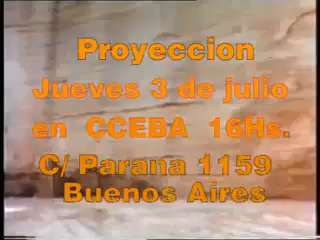 Proyeccion
Jueves 3 de julio
en CCEBA 16Hs.
C/ Parana 1159
Buenos Aires